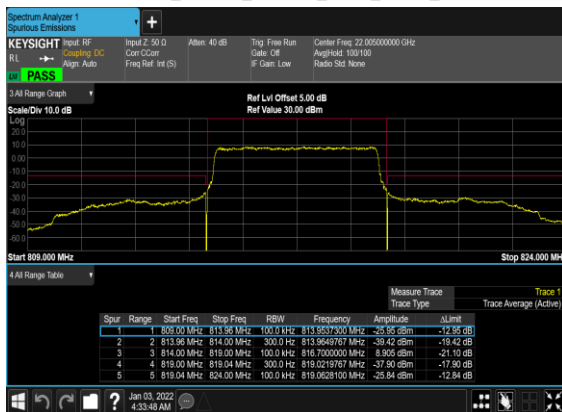 Spectrum Analyzer 1
Spurious Emissions
KEYSIGHT Input: RF Input Z: 50 Ω Atten: 40 dB Trig: Free Run Center Freq: 22.005000000 GHz
RL Coupling: DC Corr CCorr Gate: Off Avg|Hold: 100/100
Align: Auto Freq Ref: Int (S) IF Gain: Low Radio Std: None
PASS
3 All Range Graph
Ref Lvl Offset 5.00 dB
Scale/Div 10.0 dB Ref Value 30.00 dBm
Log
20.0
10.0
0.00
-10.0
-20.0
-30.0
-40.0
-50.0
-60.0
Start 809.000 MHz Stop 824.000 MH
4 All Range Table
Measure Trace Trace 1
Trace Type Trace Average (Active)
Spur Range Start Freq Stop Freq RBW Frequency Amplitude ΔLimit
1 1 809.00 MHz 813.96 MHz 100.0 kHz 813.9537300 MHz -25.95 dBm -12.95 dB
2 2 813.96 MHz 814.00 MHz 300.0 Hz 813.9649767 MHz -39.42 dBm -19.42 dB
3 3 814.00 MHz 819.00 MHz 100.0 kHz 816.7000000 MHz 8.905 dBm -21.10 dB
4 4 819.00 MHz 819.04 MHz 300.0 Hz 819.0219767 MHz -37.90 dBm -17.90 dB
5 5 819.04 MHz 824.00 MHz 100.0 kHz 819.0628100 MHz -25.84 dBm -12.84 dB
Jan 03, 2022
4:33:48 AM